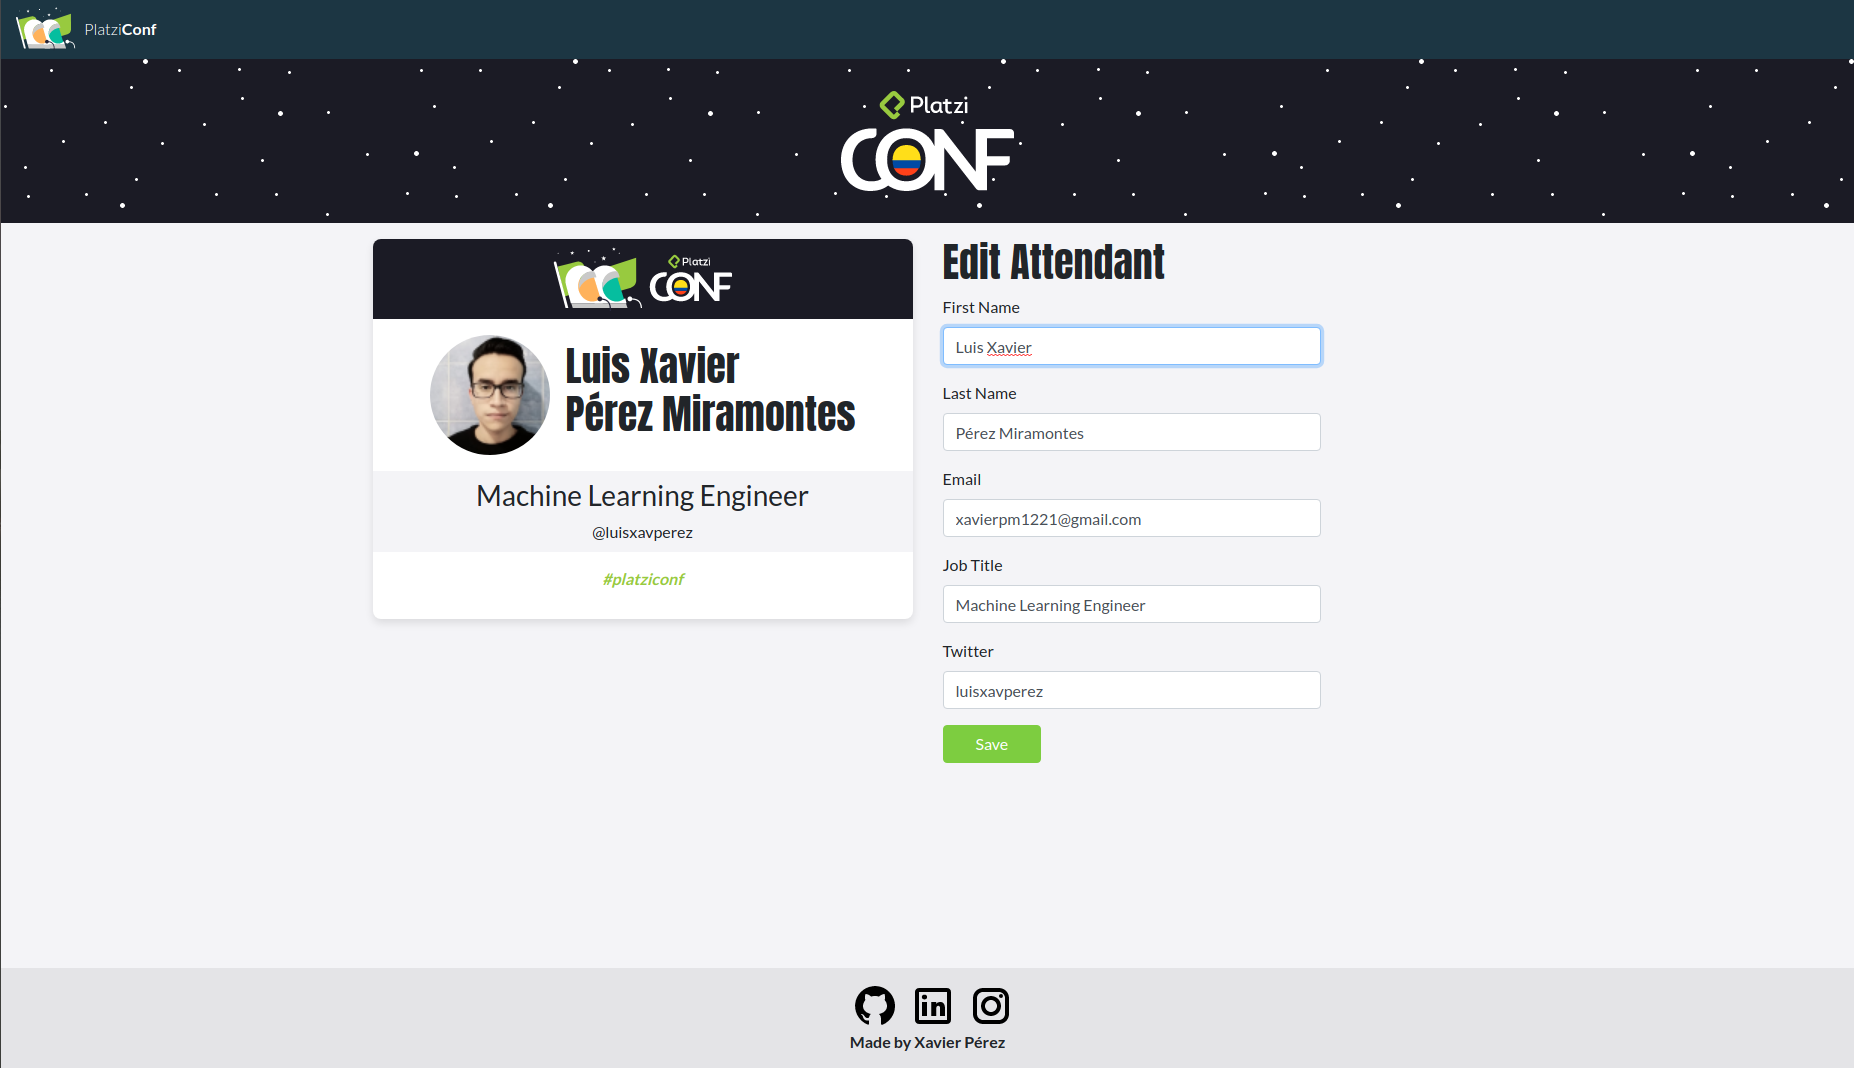 PlatziConf
Platzi
CONF
Platzi
CONF
Luis Xavier
Pérez Miramontes
Machine Learning Engineer
@luisxavperez
#platziconf
Edit Attendant
First Name
Luis Xavier
Last Name
Pérez Miramontes
Email
xavierpm1221@gmail.com
Job Title
Machine Learning Engineer
Twitter
luisxavperez
Save
in
Made by Xavier Pérez